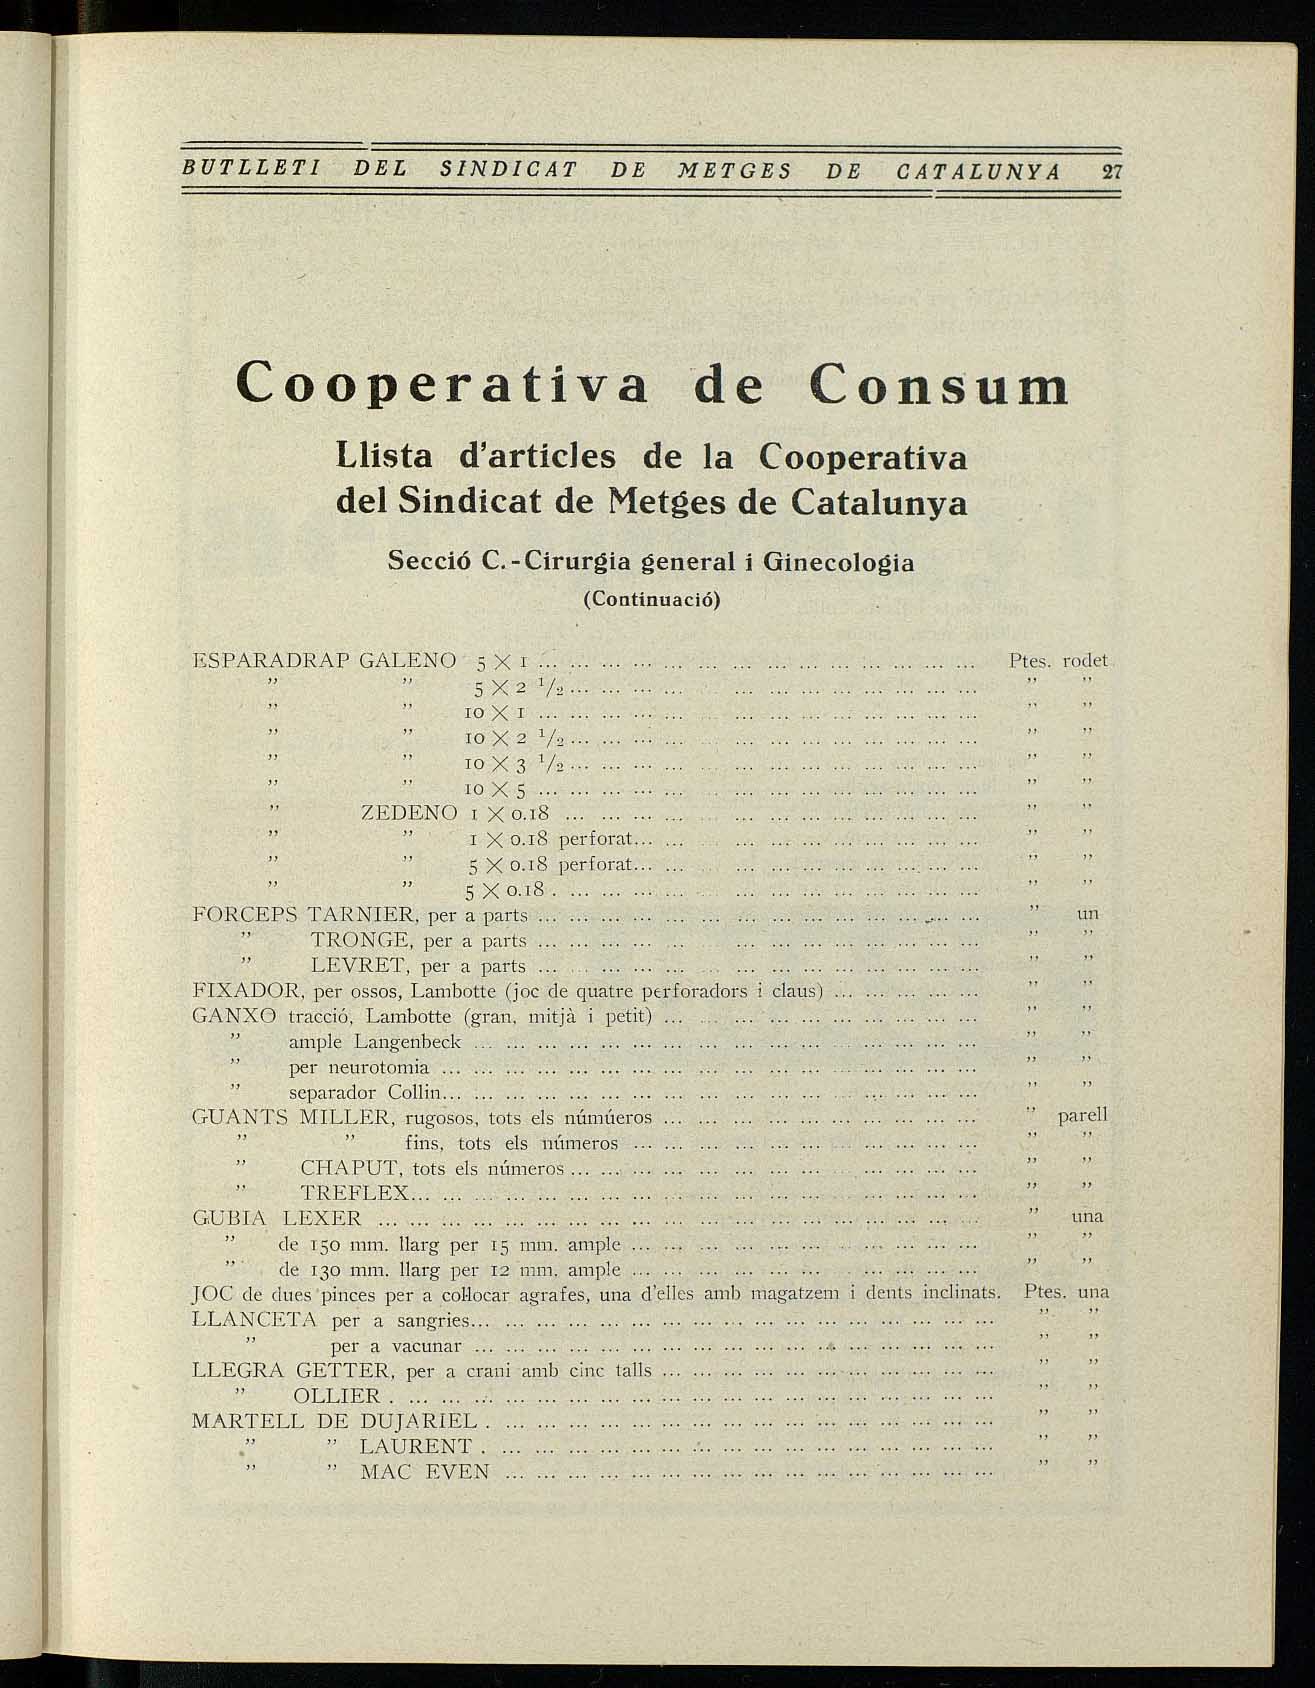 BUTLLETI DEL SINDICAT DE METGES DE CATALUNYA 27
Cooperativa de Consum
Llista d'articles de la Cooperativa
del Sindicat de Metges de Catalunya
Secció C.-Cirurgia general i Ginecologia
(Continuació)
ESPARADRAP GALENO 5 X 1 ... ... ... ... ... ... ... ... ... ... ... ... ... ... Ptes. rodet
" " 5 X 2 1/2 ... ... ... ... ... ... ... ... ... ... ... ... " "
" " 10 X 1 ... ... ... ... ... ... ... ... ... ... ... ... ... " "
" " 10 X 2 1/2 ... ... ... ... ... ... ... ... ... ... ... ... " "
" " 10 X 3 1/2 ... ... ... ... ... ... ... ... ... ... ... ... " "
" " 10 X 5 ... ... ... ... ... ... ... ... ... ... ... ... ... " "
" ZEDENO 1 X 0.18 ... ... ... ... ... ... ... ... ... ... ... ... " "
" " 1 X 0.18 perforat... ... ... ... ... ... ... ... ... ... " "
" " 5 X 0.18 perforat... ... ... ... ... ... ... ... ... ... " "
" " 5 X 0.18 . ... ... ... ... ... ... ... ... ... ... ... ... " "
FORCEPS TARNIER, per a parts ... ... ... ... ... ... ... ... ... ... ... ... ... " un
" TRONGE, per a parts ... ... ... ... ... ... ... ... ... ... ... ... ... " "
" LEVRET, per a parts ... ... ... ... ... ... ... ... ... ... ... ... ... " "
FIXADOR, per ossos, Lambotte (joc de quatre perforadors i claus) ... ... ... ... ... " "
GANXO tracció, Lambotte (gran, mitjà i petit) ... ... ... ... ... ... ... ... ... ... " "
" ample Langenbeck ... ... ... ... ... ... ... ... ... ... ... ... ... ... ... " "
" per neurotomia ... ... ... ... ... ... ... ... ... ... ... ... ... ... ... ... " "
" separador Collin... ... ... ... ... ... ... ... ... ... ... ... ... ... ... ... " "
GUANTS MILLER, rugosos, tots els númúeros ... ... ... ... ... ... ... ... ... ... " parell
" " fins, tots els números ... ... ... ... ... ... ... ... ... ... ... " "
" CHAPUT, tots els números ... ... ... ... ... ... ... ... ... ... ... ... " "
" TREFLEX... ... ... ... ... ... ... ... ... ... ... ... ... ... ... ... ... " "
GUBIA LEXER ... ... ... ... ... ... ... ... ... ... ... ... ... ... ... ... ... ... " una
" de 150 mm. llarg per 15 mm. ample ... ... ... ... ... ... ... ... ... ... ... " "
" de 130 mm. llarg per 12 mm. ample ... ... ... ... ... ... ... ... ... ... ... " "
JOC de dues pinces per a col·locar agrafes, una d'elles amb magatzem i dents inclinats. Ptes. una
LLANCETA per a sangries... ... ... ... ... ... ... ... ... ... ... ... ... ... ... ... " "
" per a vacunar ... ... ... ... ... ... ... ... ... ... ... ... ... ... ... ... " "
LLEGRA GETTER, per a crani amb cinc talls ... ... ... ... ... ... ... ... ... ... ... " "
" OLLIER . ... ... ... ... ... ... ... ... ... ... ... ... ... ... ... ... ... ... " "
MARTELL DE DUJARIEL . ... ... ... ... ... ... ... ... ... ... ... ... ... ... ... ... " "
" " LAURENT . ... ... ... ... ... ... ... ... ... ... ... ... ... ... ... ... " "
" " MAC EVEN ... ... ... ... ... ... ... ... ... ... ... ... ... ... ... ... " "